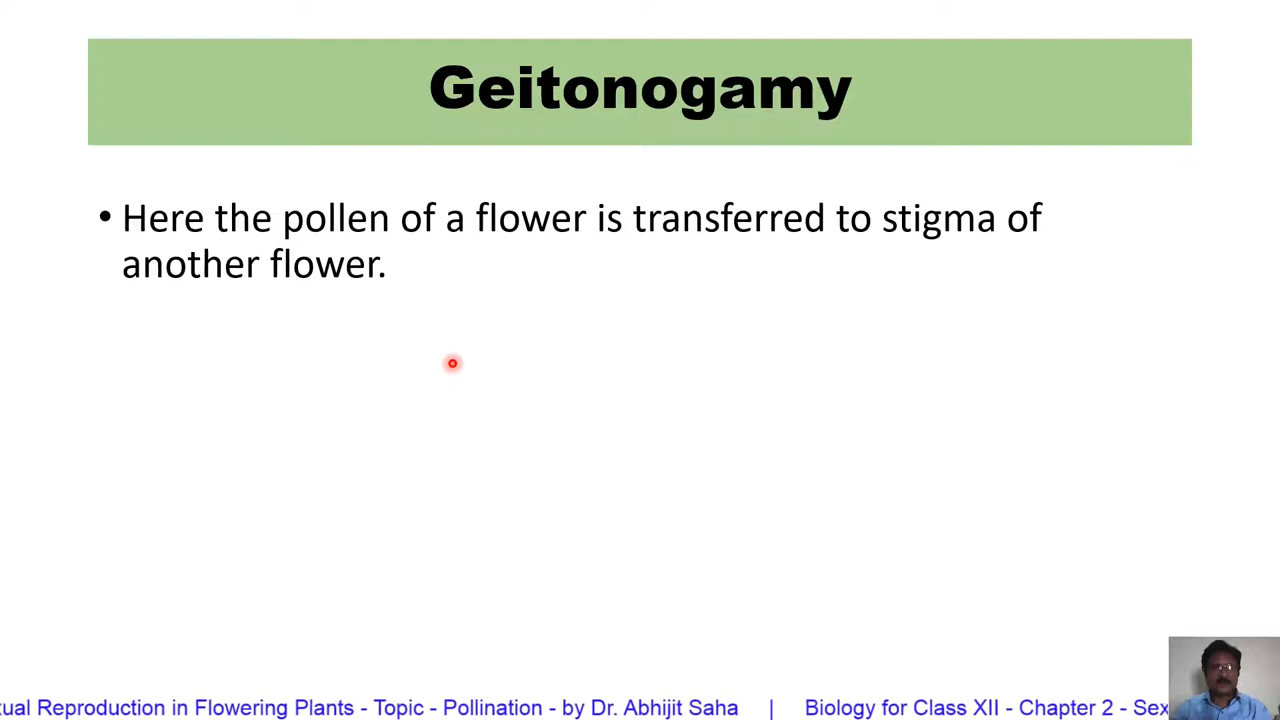 Geitonogamy
• Here the pollen of a flower is transferred to stigma of
another flower.
xual Reproduction in Flowering Plants - Topic - Pollination - by Dr. Abhijit Saha | Biology for Class XII - Chapter 2 - Sex